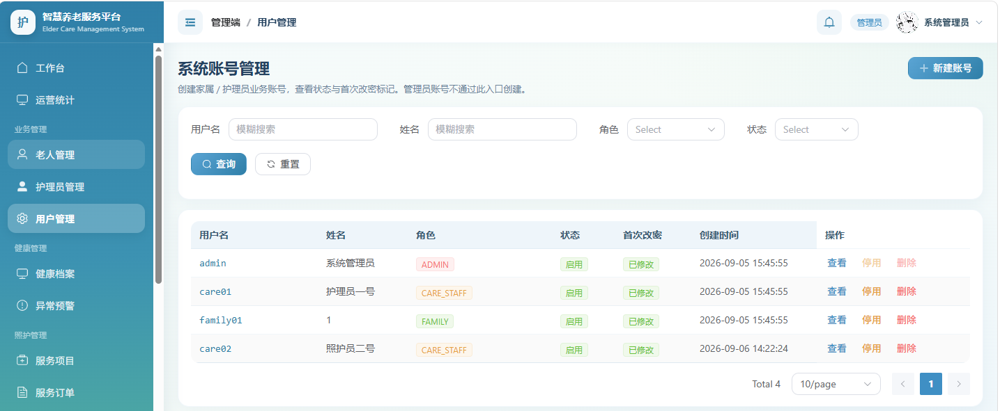 护
智慧养老服务平台
Elder Care Management System
管理端 / 用户管理
管理员
系统管理员
工作台
运营统计
业务管理
老人管理
护理员管理
用户管理
健康管理
健康档案
异常预警
照护管理
服务项目
服务订单
系统账号管理
新建账号
创建家属 / 护理员业务账号，查看状态与首次改密标记。管理员账号不通过此入口创建。
用户名 模糊搜索 姓名 模糊搜索 角色 Select 状态 Select
查询 重置
用户名 姓名 角色 状态 首次改密 创建时间 操作
admin 系统管理员 ADMIN 启用 已修改 2026-09-05 15:45:55 查看 停用 删除
care01 护理员一号 CARE_STAFF 启用 已修改 2026-09-05 15:45:55 查看 停用 删除
family01 1 FAMILY 启用 已修改 2026-09-05 15:45:55 查看 停用 删除
care02 照护员二号 CARE_STAFF 启用 已修改 2026-09-06 14:22:24 查看 停用 删除
Total 4 10/page 1